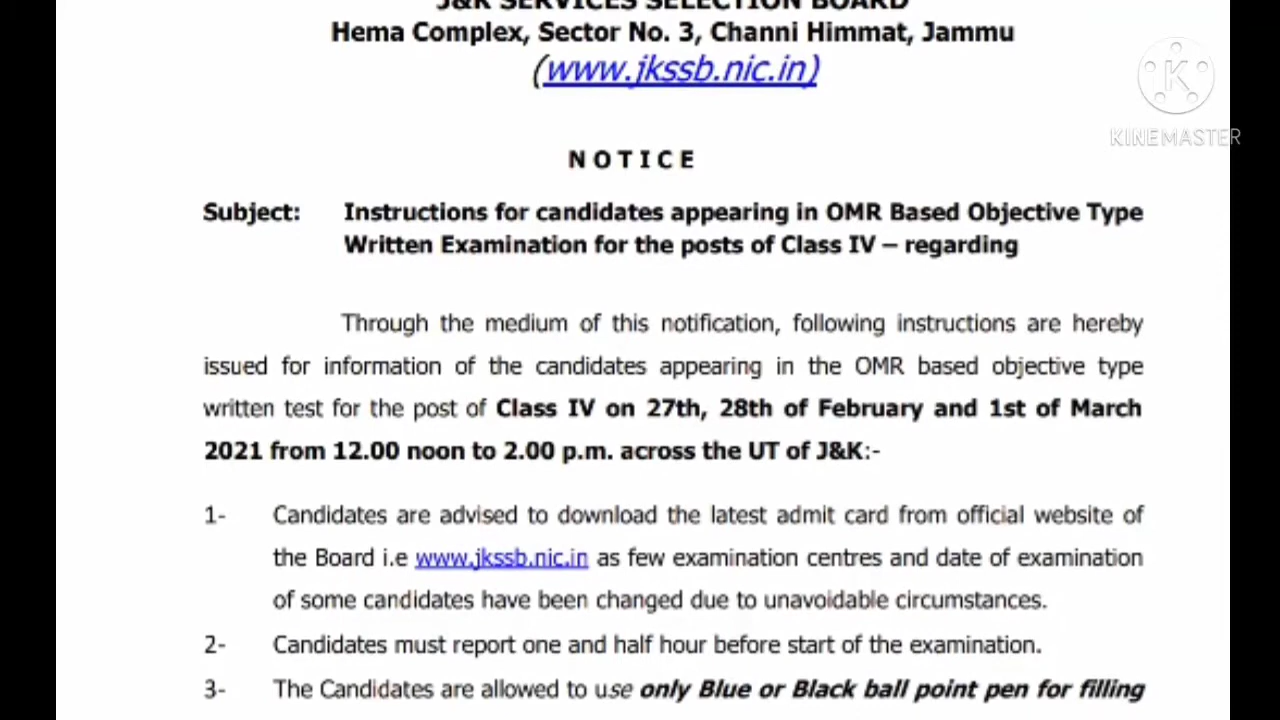 J&K SERVICES SELECTION BOARD
Hema Complex, Sector No. 3, Channi Himmat, Jammu
(www.jkssb.nic.in)
K
KINEMASTER
NOTICE
Subject: Instructions for candidates appearing in OMR Based Objective Type
Written Examination for the posts of Class IV – regarding
Through the medium of this notification, following instructions are hereby
issued for information of the candidates appearing in the OMR based objective type
written test for the post of Class IV on 27th, 28th of February and 1st of March
2021 from 12.00 noon to 2.00 p.m. across the UT of J&K:-
1- Candidates are advised to download the latest admit card from official website of
the Board i.e www.jkssb.nic.in as few examination centres and date of examination
of some candidates have been changed due to unavoidable circumstances.
2- Candidates must report one and half hour before start of the examination.
3- The Candidates are allowed to use only Blue or Black ball point pen for filling